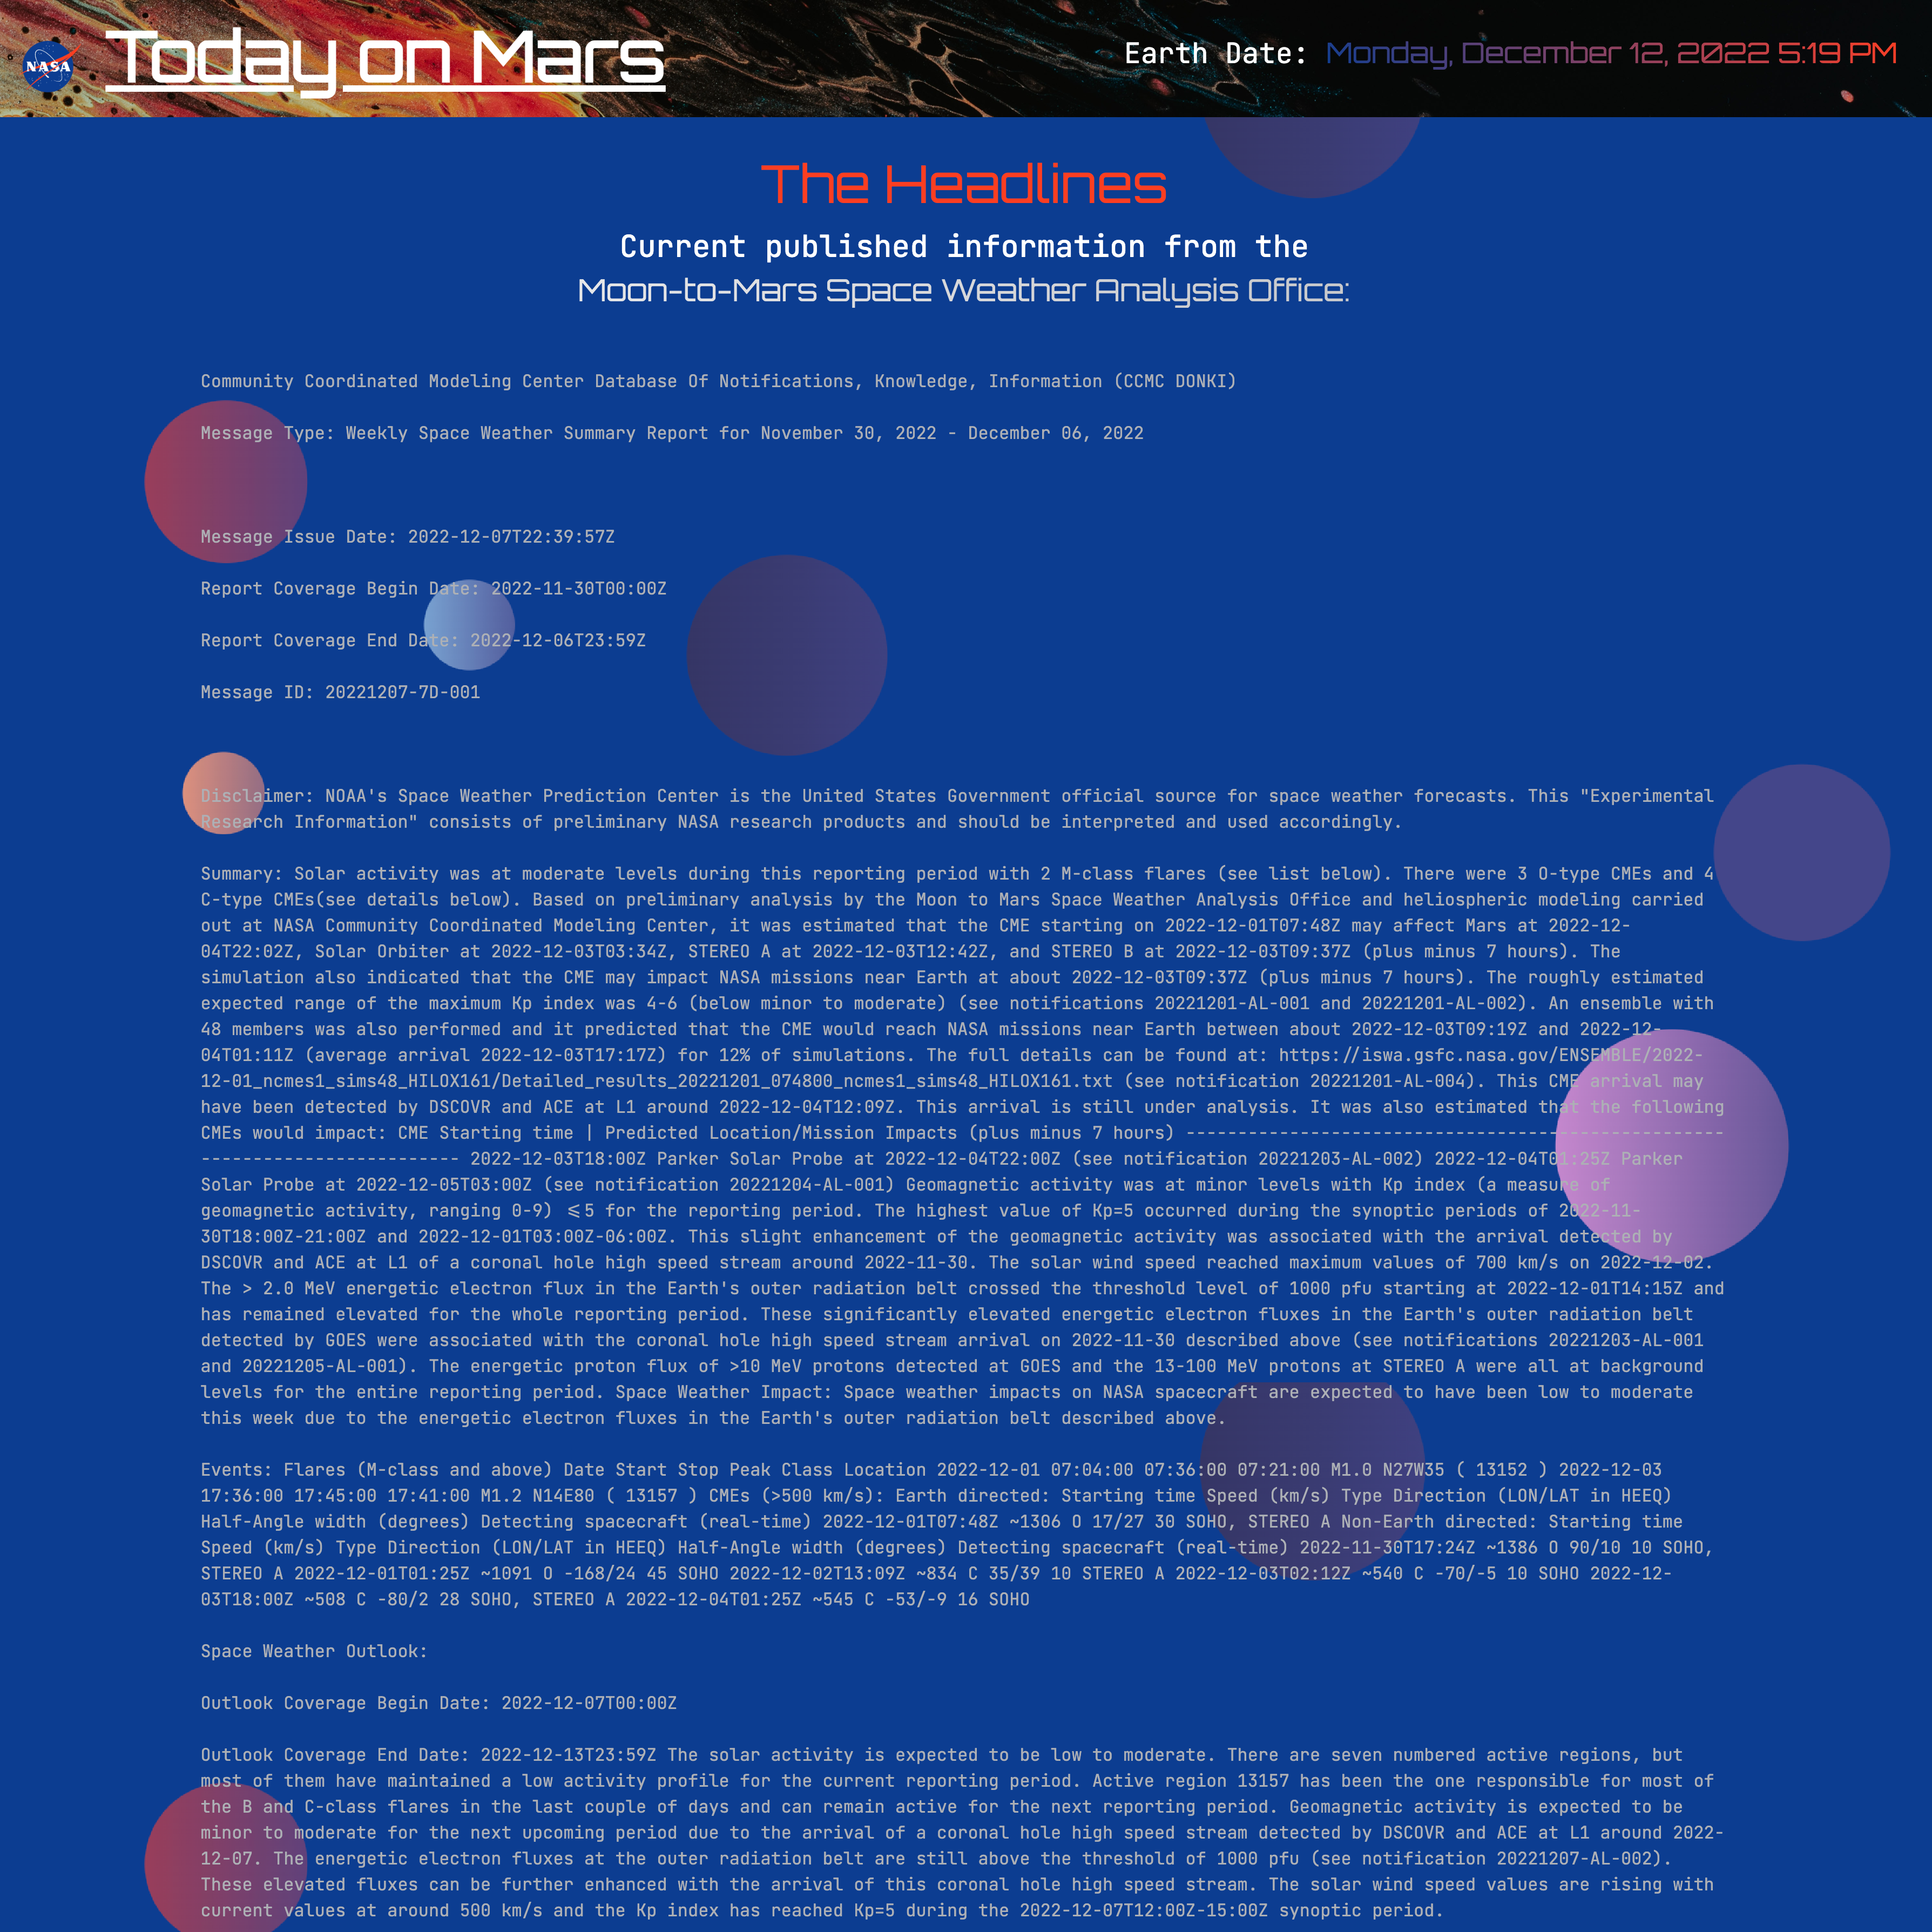 NASA
Today on Mars
Earth Date: Monday, December 12, 2022 5:19 PM
The Headlines
Current published information from the
Moon-to-Mars Space Weather Analysis Office:
Community Coordinated Modeling Center Database Of Notifications, Knowledge, Information (CCMC DONKI)
Message Type: Weekly Space Weather Summary Report for November 30, 2022 - December 06, 2022
Message Issue Date: 2022-12-07T22:39:57Z
Report Coverage Begin Date: 2022-11-30T00:00Z
Report Coverage End Date: 2022-12-06T23:59Z
Message ID: 20221207-7D-001
Disclaimer: NOAA's Space Weather Prediction Center is the United States Government official source for space weather forecasts. This "Experimental
Research Information" consists of preliminary NASA research products and should be interpreted and used accordingly.
Summary: Solar activity was at moderate levels during this reporting period with 2 M-class flares (see list below). There were 3 O-type CMEs and 4
C-type CMEs(see details below). Based on preliminary analysis by the Moon to Mars Space Weather Analysis Office and heliospheric modeling carried
out at NASA Community Coordinated Modeling Center, it was estimated that the CME starting on 2022-12-01T07:48Z may affect Mars at 2022-12-
04T22:02Z, Solar Orbiter at 2022-12-03T03:34Z, STEREO A at 2022-12-03T12:42Z, and STEREO B at 2022-12-03T09:37Z (plus minus 7 hours). The
simulation also indicated that the CME may impact NASA missions near Earth at about 2022-12-03T09:37Z (plus minus 7 hours). The roughly estimated
expected range of the maximum Kp index was 4-6 (below minor to moderate) (see notifications 20221201-AL-001 and 20221201-AL-002). An ensemble with
48 members was also performed and it predicted that the CME would reach NASA missions near Earth between about 2022-12-03T09:19Z and 2022-12-
04T01:11Z (average arrival 2022-12-03T17:17Z) for 12% of simulations. The full details can be found at: https://iswa.gsfc.nasa.gov/ENSEMBLE/2022-
12-01_ncmes1_sims48_HILOX161/Detailed_results_20221201_074800_ncmes1_sims48_HILOX161.txt (see notification 20221201-AL-004). This CME arrival may
have been detected by DSCOVR and ACE at L1 around 2022-12-04T12:09Z. This arrival is still under analysis. It was also estimated that the following
CMEs would impact: CME Starting time | Predicted Location/Mission Impacts (plus minus 7 hours) ----------------------------------------------------
------------------------- 2022-12-03T18:00Z Parker Solar Probe at 2022-12-04T22:00Z (see notification 20221203-AL-002) 2022-12-04T01:25Z Parker
Solar Probe at 2022-12-05T03:00Z (see notification 20221204-AL-001) Geomagnetic activity was at minor levels with Kp index (a measure of
geomagnetic activity, ranging 0-9) <=5 for the reporting period. The highest value of Kp=5 occurred during the synoptic periods of 2022-11-
30T18:00Z-21:00Z and 2022-12-01T03:00Z-06:00Z. This slight enhancement of the geomagnetic activity was associated with the arrival detected by
DSCOVR and ACE at L1 of a coronal hole high speed stream around 2022-11-30. The solar wind speed reached maximum values of 700 km/s on 2022-12-02.
The > 2.0 MeV energetic electron flux in the Earth's outer radiation belt crossed the threshold level of 1000 pfu starting at 2022-12-01T14:15Z and
has remained elevated for the whole reporting period. These significantly elevated energetic electron fluxes in the Earth's outer radiation belt
detected by GOES were associated with the coronal hole high speed stream arrival on 2022-11-30 described above (see notifications 20221203-AL-001
and 20221205-AL-001). The energetic proton flux of >10 MeV protons detected at GOES and the 13-100 MeV protons at STEREO A were all at background
levels for the entire reporting period. Space Weather Impact: Space weather impacts on NASA spacecraft are expected to have been low to moderate
this week due to the energetic electron fluxes in the Earth's outer radiation belt described above.
Events: Flares (M-class and above) Date Start Stop Peak Class Location 2022-12-01 07:04:00 07:36:00 07:21:00 M1.0 N27W35 ( 13152 ) 2022-12-03
17:36:00 17:45:00 17:41:00 M1.2 N14E80 ( 13157 ) CMEs (>500 km/s): Earth directed: Starting time Speed (km/s) Type Direction (LON/LAT in HEEQ)
Half-Angle width (degrees) Detecting spacecraft (real-time) 2022-12-01T07:48Z ~1306 O 17/27 30 SOHO, STEREO A Non-Earth directed: Starting time
Speed (km/s) Type Direction (LON/LAT in HEEQ) Half-Angle width (degrees) Detecting spacecraft (real-time) 2022-11-30T17:24Z ~1386 O 90/10 10 SOHO,
STEREO A 2022-12-01T01:25Z ~1091 O -168/24 45 SOHO 2022-12-02T13:09Z ~834 C 35/39 10 STEREO A 2022-12-03T02:12Z ~540 C -70/-5 10 SOHO 2022-12-
03T18:00Z ~508 C -80/2 28 SOHO, STEREO A 2022-12-04T01:25Z ~545 C -53/-9 16 SOHO
Space Weather Outlook:
Outlook Coverage Begin Date: 2022-12-07T00:00Z
Outlook Coverage End Date: 2022-12-13T23:59Z The solar activity is expected to be low to moderate. There are seven numbered active regions, but
most of them have maintained a low activity profile for the current reporting period. Active region 13157 has been the one responsible for most of
the B and C-class flares in the last couple of days and can remain active for the next reporting period. Geomagnetic activity is expected to be
minor to moderate for the next upcoming period due to the arrival of a coronal hole high speed stream detected by DSCOVR and ACE at L1 around 2022-
12-07. The energetic electron fluxes at the outer radiation belt are still above the threshold of 1000 pfu (see notification 20221207-AL-002).
These elevated fluxes can be further enhanced with the arrival of this coronal hole high speed stream. The solar wind speed values are rising with
current values at around 500 km/s and the Kp index has reached Kp=5 during the 2022-12-07T12:00Z-15:00Z synoptic period.